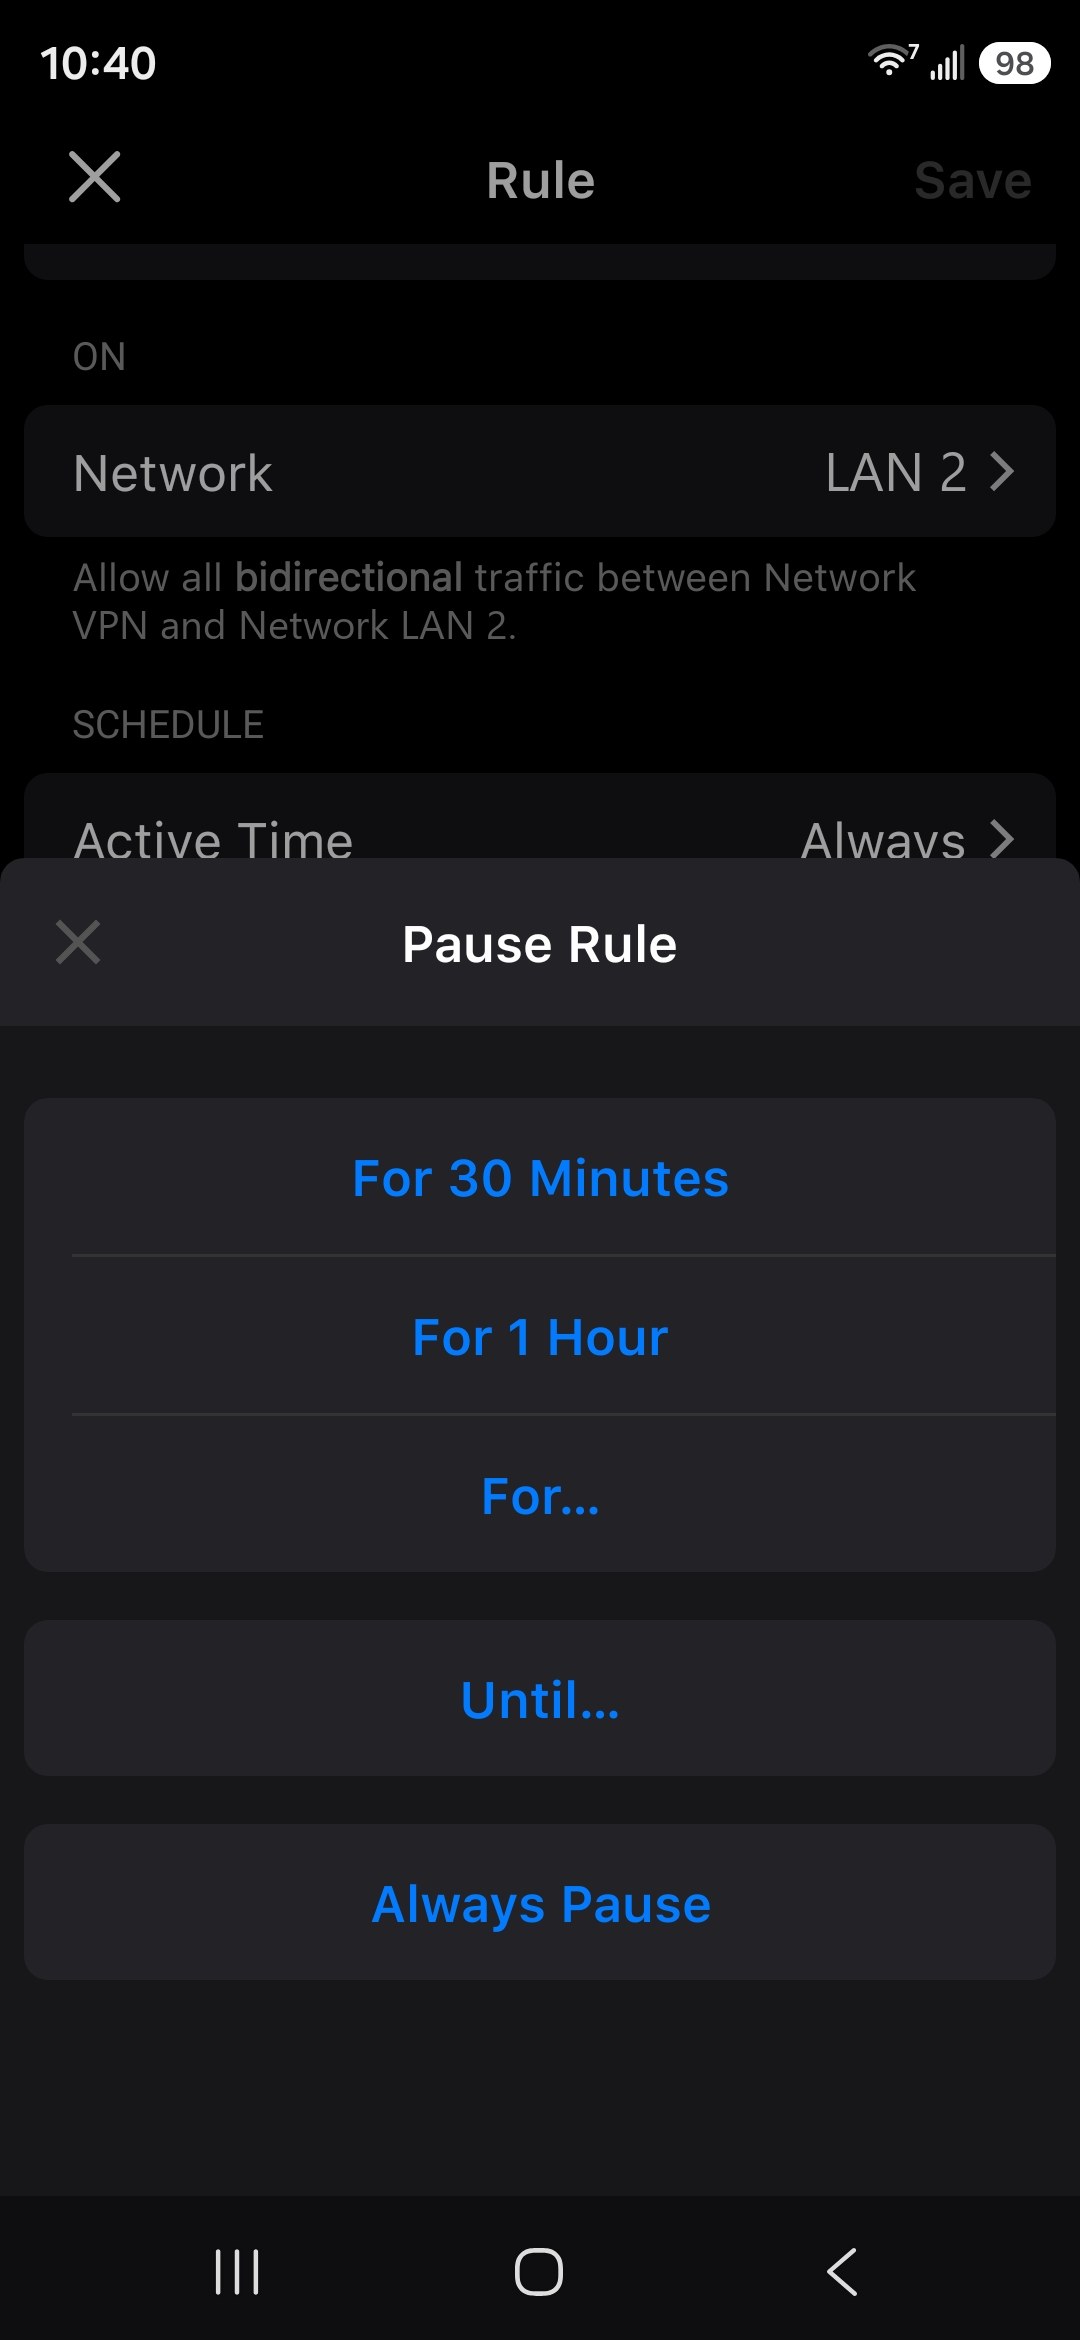 10:40
7
98
Rule
Save
ON
Network
LAN 2
Allow all bidirectional traffic between Network
VPN and Network LAN 2.
SCHEDULE
Active Time
Always
Pause Rule
For 30 Minutes
For 1 Hour
For...
Until...
Always Pause